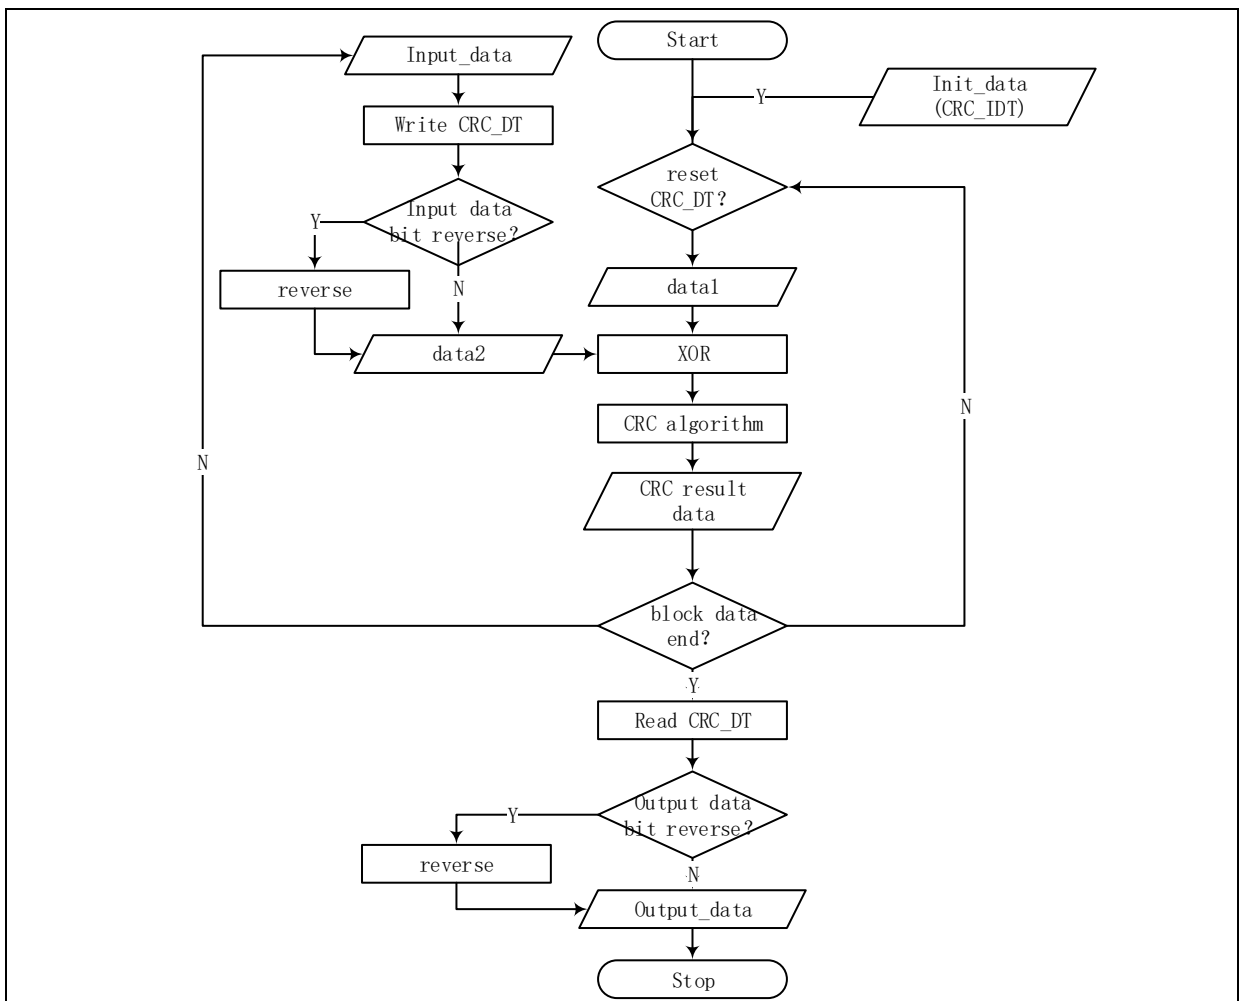 Start
Input_data
Init_data
(CRC_IDT)
Y
Write CRC_DT
reset
CRC_DT?
Input data
bit reverse?
Y
reverse
N
data1
data2
XOR
CRC algorithm
N
N
CRC result
data
block data
end?
Y
Read CRC_DT
Output data
bit reverse?
Y
reverse
N
Output_data
Stop